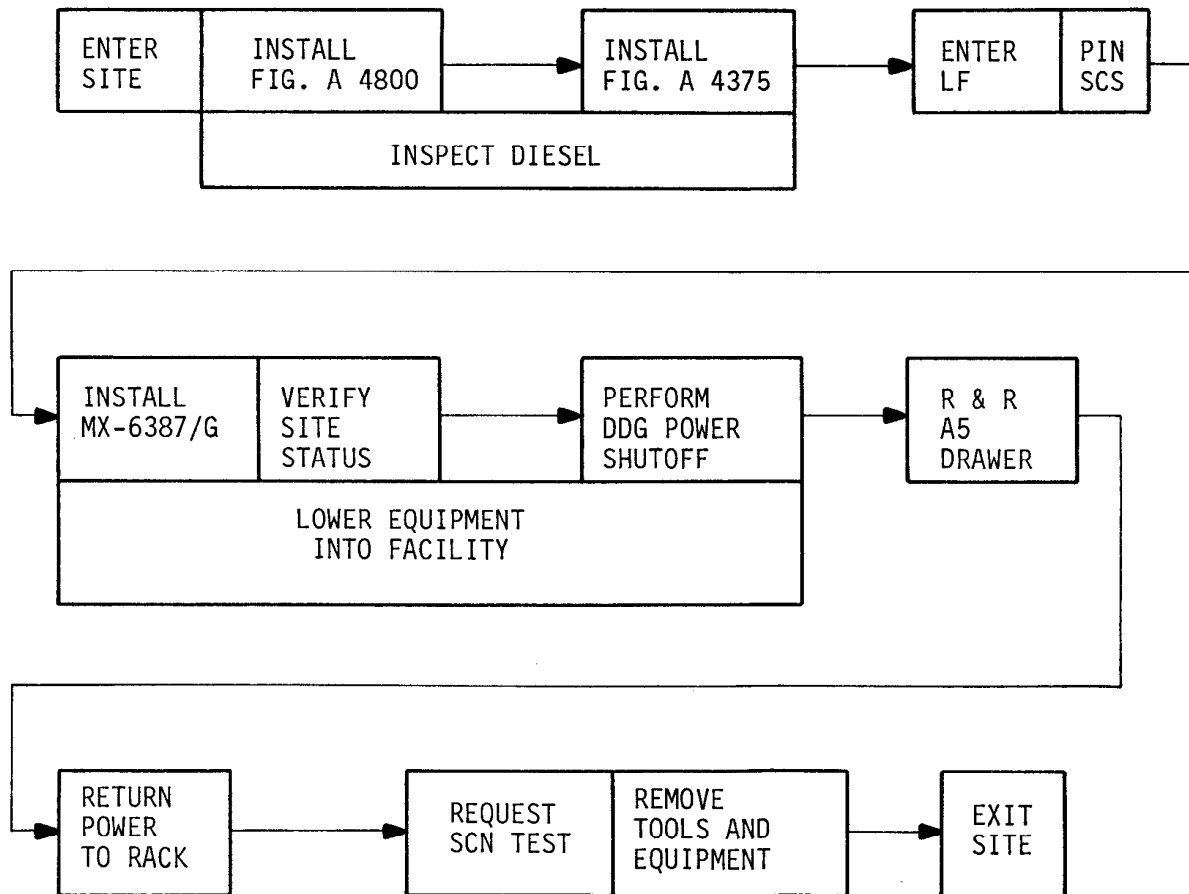 ENTER
SITE
INSTALL
FIG. A 4800
INSTALL
FIG. A 4375
ENTER
LF
PIN
SCS
INSPECT DIESEL
INSTALL
MX-6387/G
VERIFY
SITE
STATUS
PERFORM
DDG POWER
SHUTOFF
R & R
A5
DRAWER
LOWER EQUIPMENT
INTO FACILITY
RETURN
POWER
TO RACK
REQUEST
SCN TEST
REMOVE
TOOLS AND
EQUIPMENT
EXIT
SITE